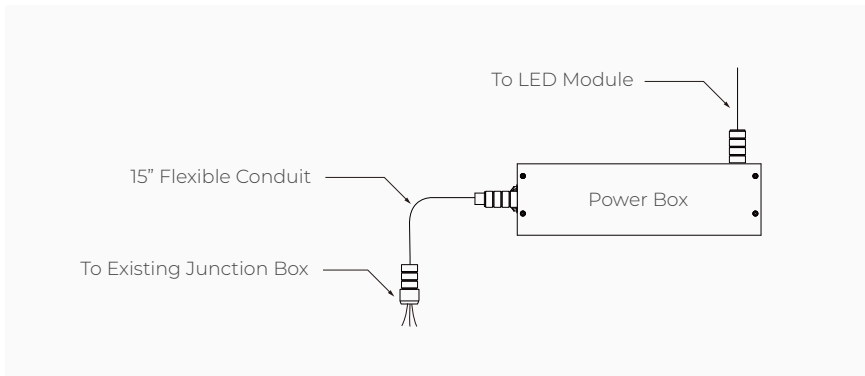 To LED Module
15” Flexible Conduit
Power Box
To Existing Junction Box